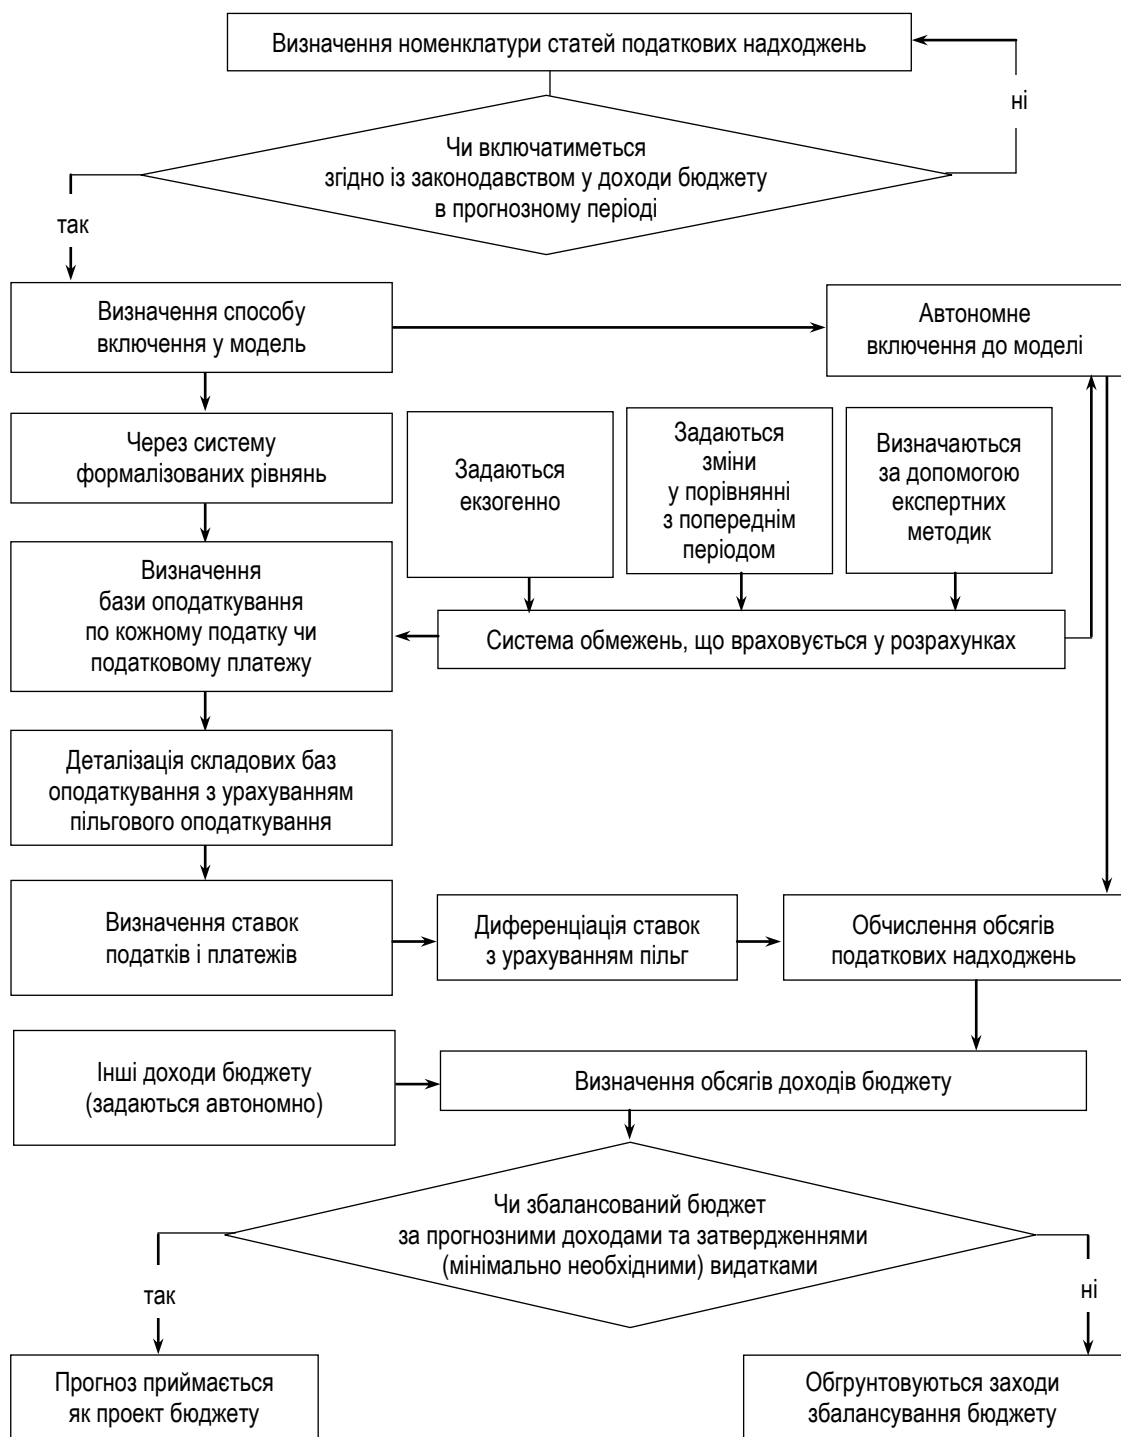 Визначення номенклатури статей податкових надходжень
ні
Чи включатиметься
згідно із законодавством у доходи бюджету
в прогнозному періоді
так
Визначення способу
включення у модель
Автономне
включення до моделі
Через систему
формалізованих рівнянь
Задаються
екзогенно
Задаються
зміни
у порівнянні
з попереднім
періодом
Визначаються
за допомогою
експертних
методик
Визначення
бази оподаткування
по кожному податку чи
податковому платежу
Система обмежень, що враховується у розрахунках
Деталізація складових баз
оподаткування з урахуванням
пільгового оподаткування
Визначення ставок
податків і платежів
Диференціація ставок
з урахуванням пільг
Обчислення обсягів
податкових надходжень
Інші доходи бюджету
(задаються автономно)
Визначення обсягів доходів бюджету
Чи збалансований бюджет
за прогнозними доходами та затвердженнями
(мінімально необхідними) видатками
так
ні
Прогноз приймається
як проект бюджету
Обгрунтовуються заходи
збалансування бюджету